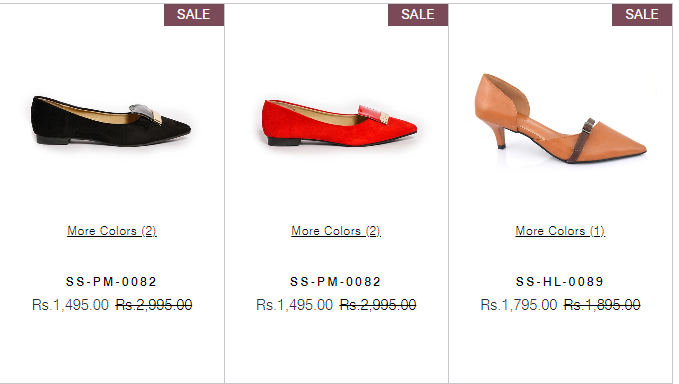 SALE SALE SALE
More Colors (2) More Colors (2) More Colors (1)
SS-PM-0082 SS-PM-0082 SS-HL-0089
Rs.1,495.00 Rs.2,995.00 Rs.1,495.00 Rs.2,995.00 Rs.1,795.00 Rs.1,895.00